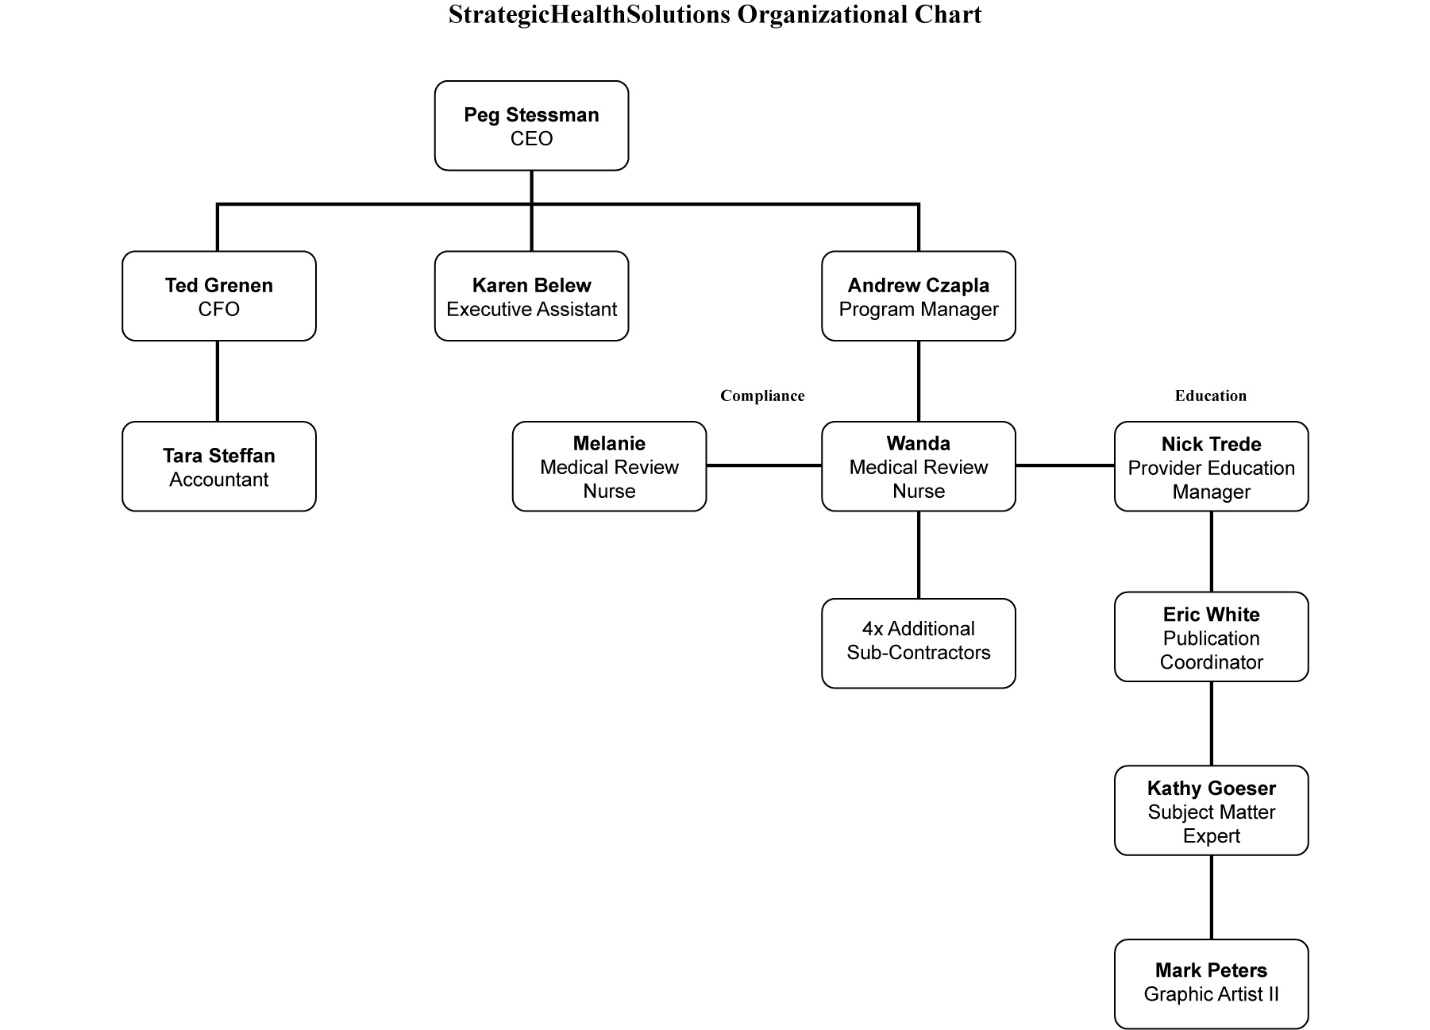 StrategicHealthSolutions Organizational Chart
Peg Stessman
CEO
Ted Grenen
CFO
Karen Belew
Executive Assistant
Andrew Czapla
Program Manager
Compliance
Education
Tara Steffan
Accountant
Melanie
Medical Review
Nurse
Wanda
Medical Review
Nurse
Nick Trede
Provider Education
Manager
4x Additional
Sub-Contractors
Eric White
Publication
Coordinator
Kathy Goeser
Subject Matter
Expert
Mark Peters
Graphic Artist II